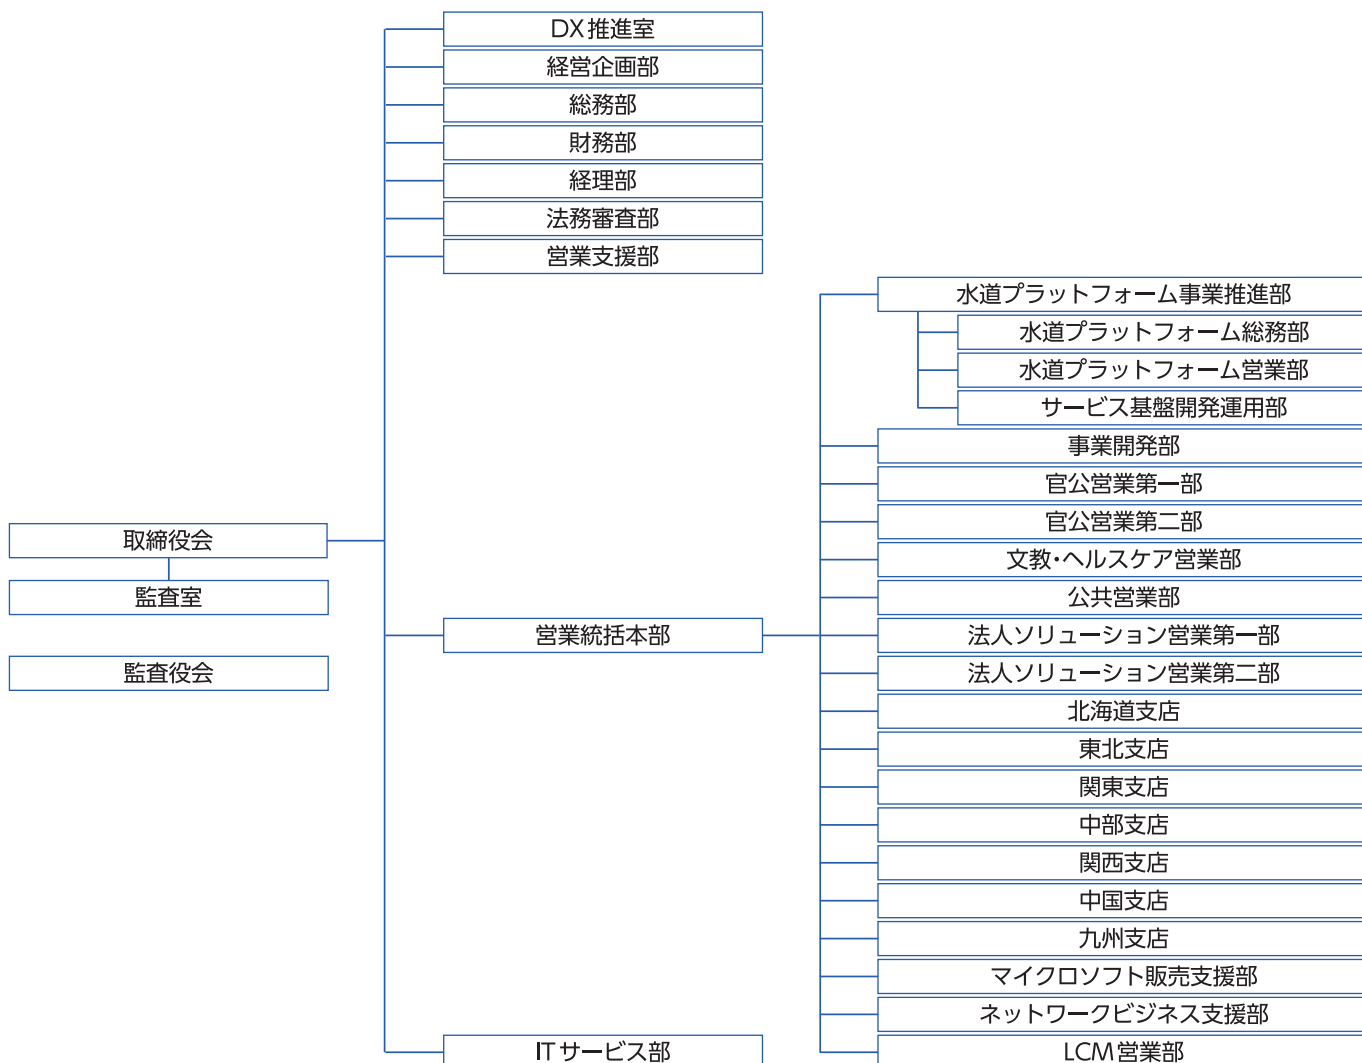 取締役会
監査室
監査役会
DX推進室
経営企画部
総務部
財務部
経理部
法務審査部
営業支援部
営業統括本部
ITサービス部
水道プラットフォーム事業推進部
水道プラットフォーム総務部
水道プラットフォーム営業部
サービス基盤開発運用部
事業開発部
官公営業第一部
官公営業第二部
文教・ヘルスケア営業部
公共営業部
法人ソリューション営業第一部
法人ソリューション営業第二部
北海道支店
東北支店
関東支店
中部支店
関西支店
中国支店
九州支店
マイクロソフト販売支援部
ネットワークビジネス支援部
LCM営業部